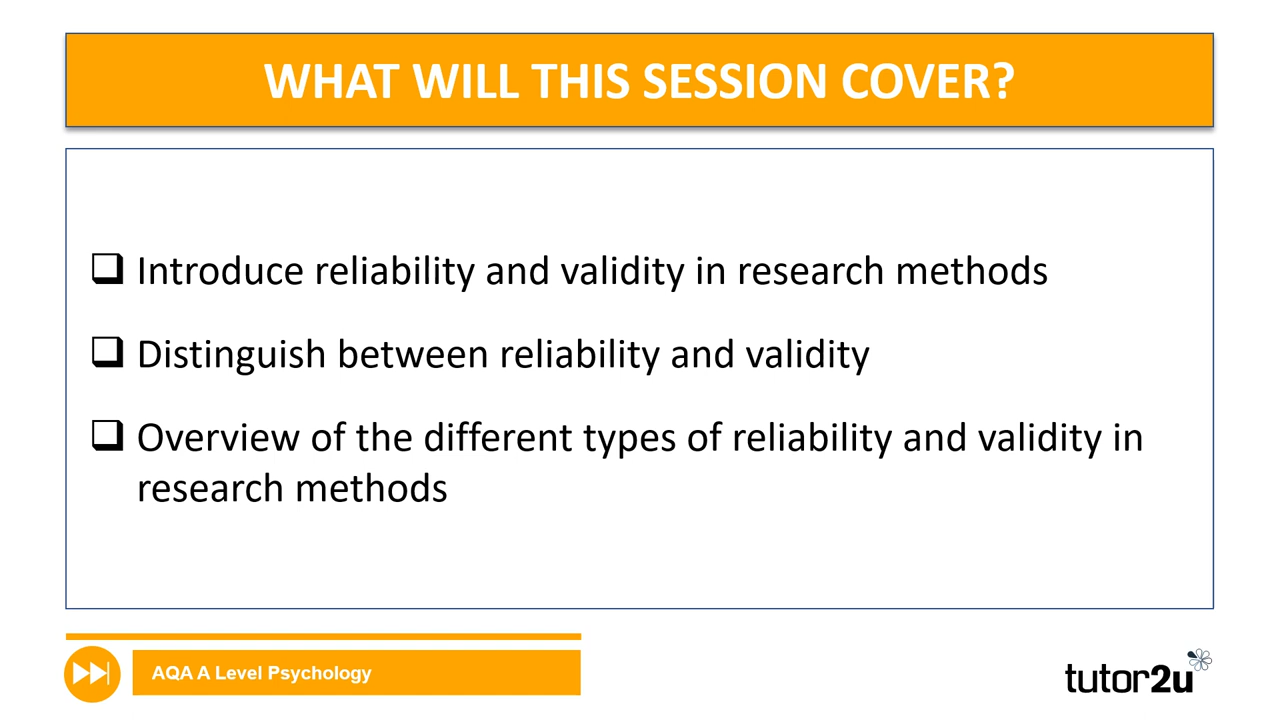 WHAT WILL THIS SESSION COVER?
Introduce reliability and validity in research methods
Distinguish between reliability and validity
Overview of the different types of reliability and validity in
research methods
AQA A Level Psychology
tutor2u